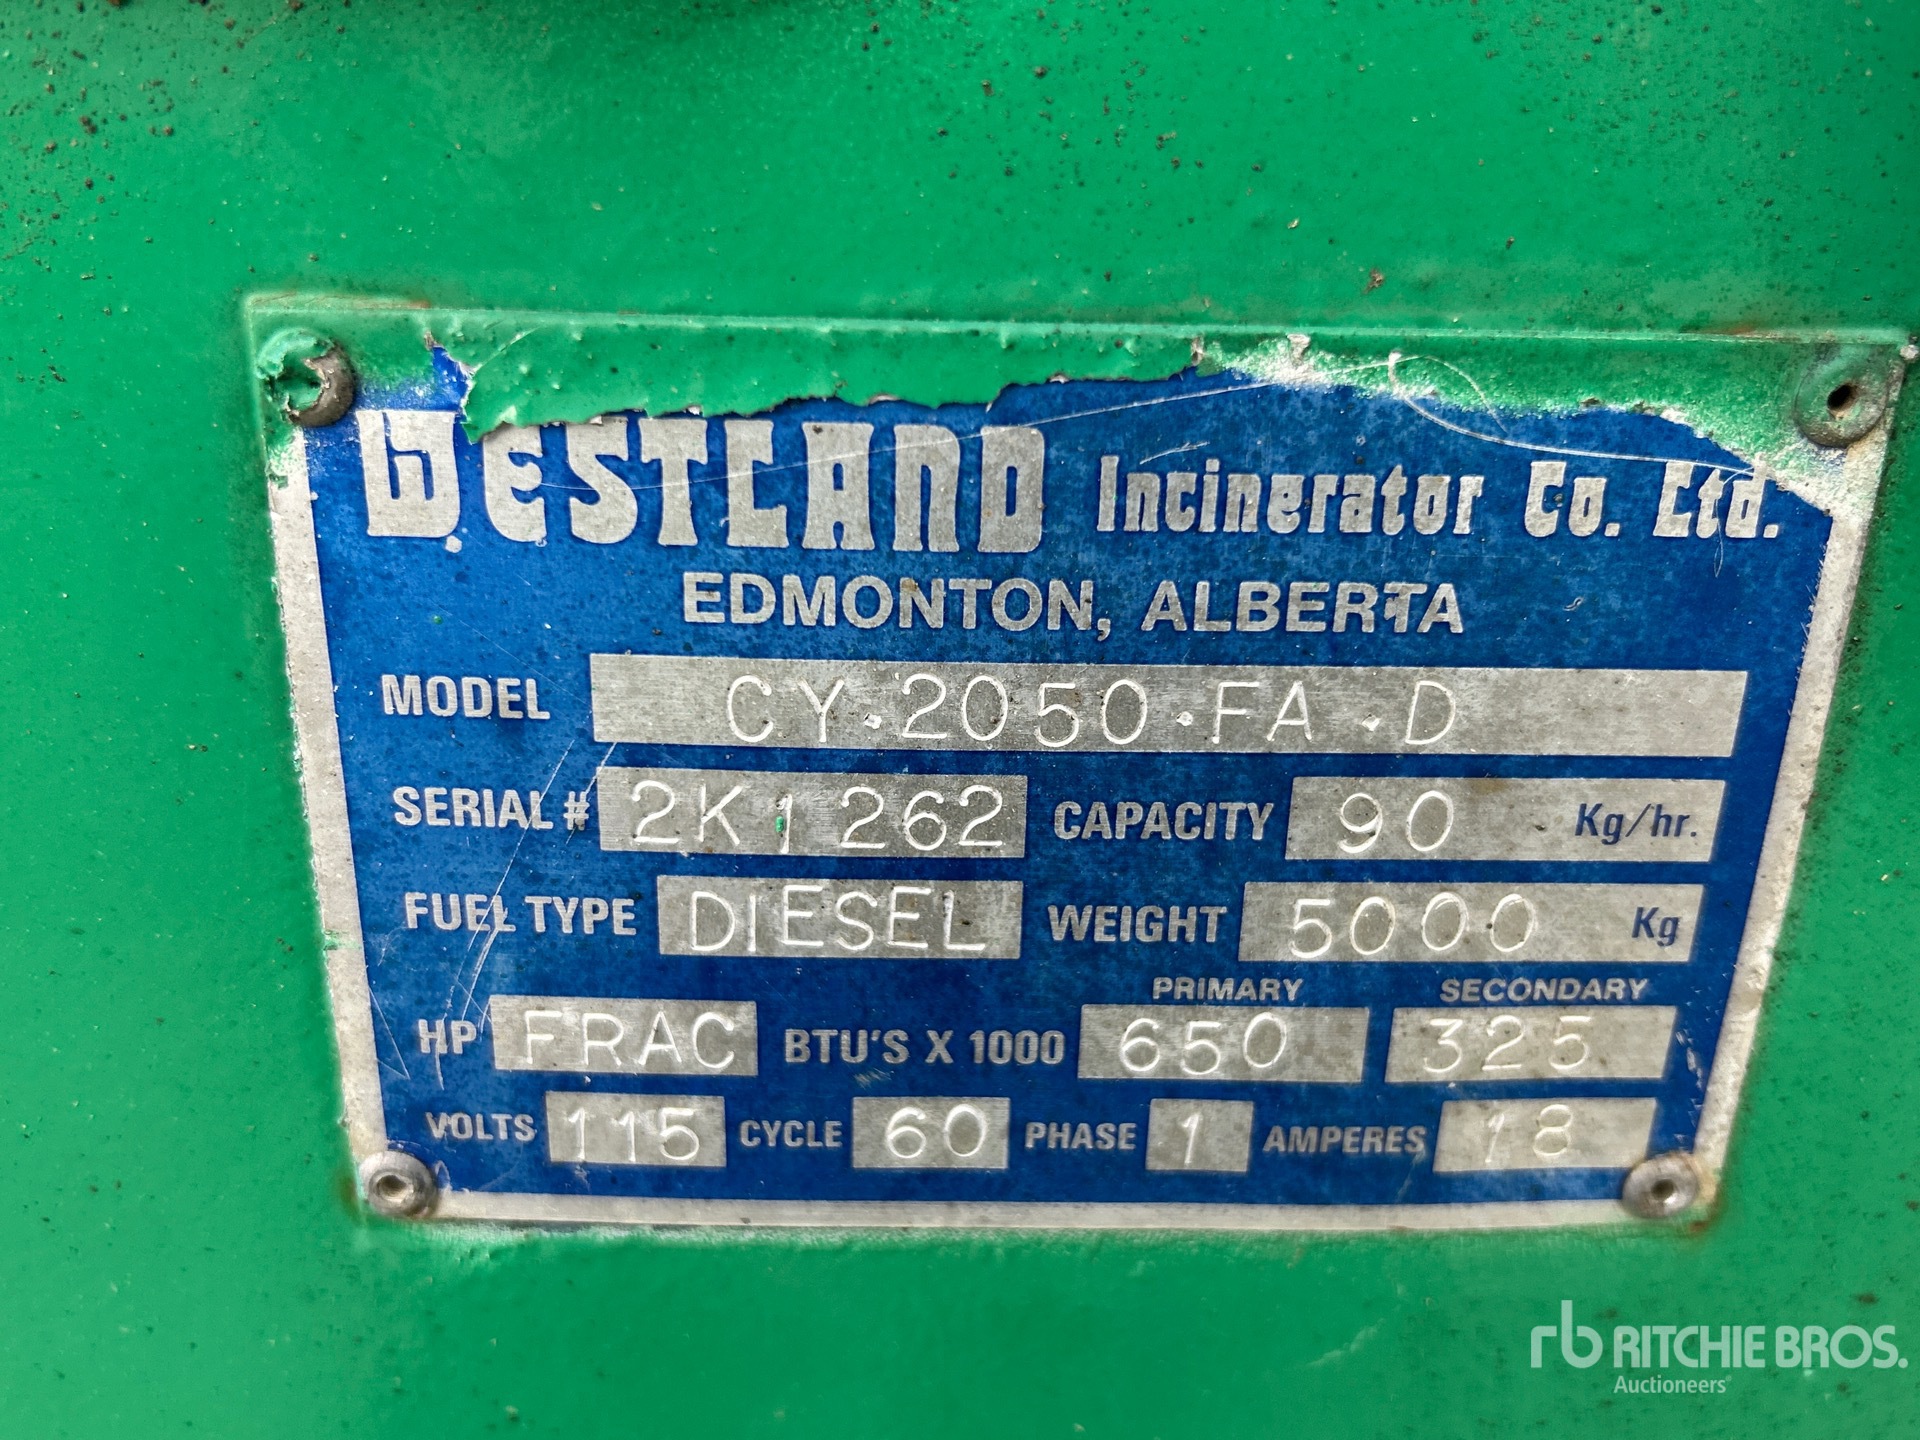 WESTLAND Incinerator Co. Ltd.
EDMONTON, ALBERTA
MODEL CY·2050·FA·D
SERIAL # 2K1262 CAPACITY 90 Kg/hr.
FUEL TYPE DIESEL WEIGHT 5000 Kg
PRIMARY SECONDARY
HP FRAC BTU'S X 1000 650 325
VOLTS 115 CYCLE 60 PHASE 1 AMPERES 18
rb RITCHIE BROS.
Auctioneers